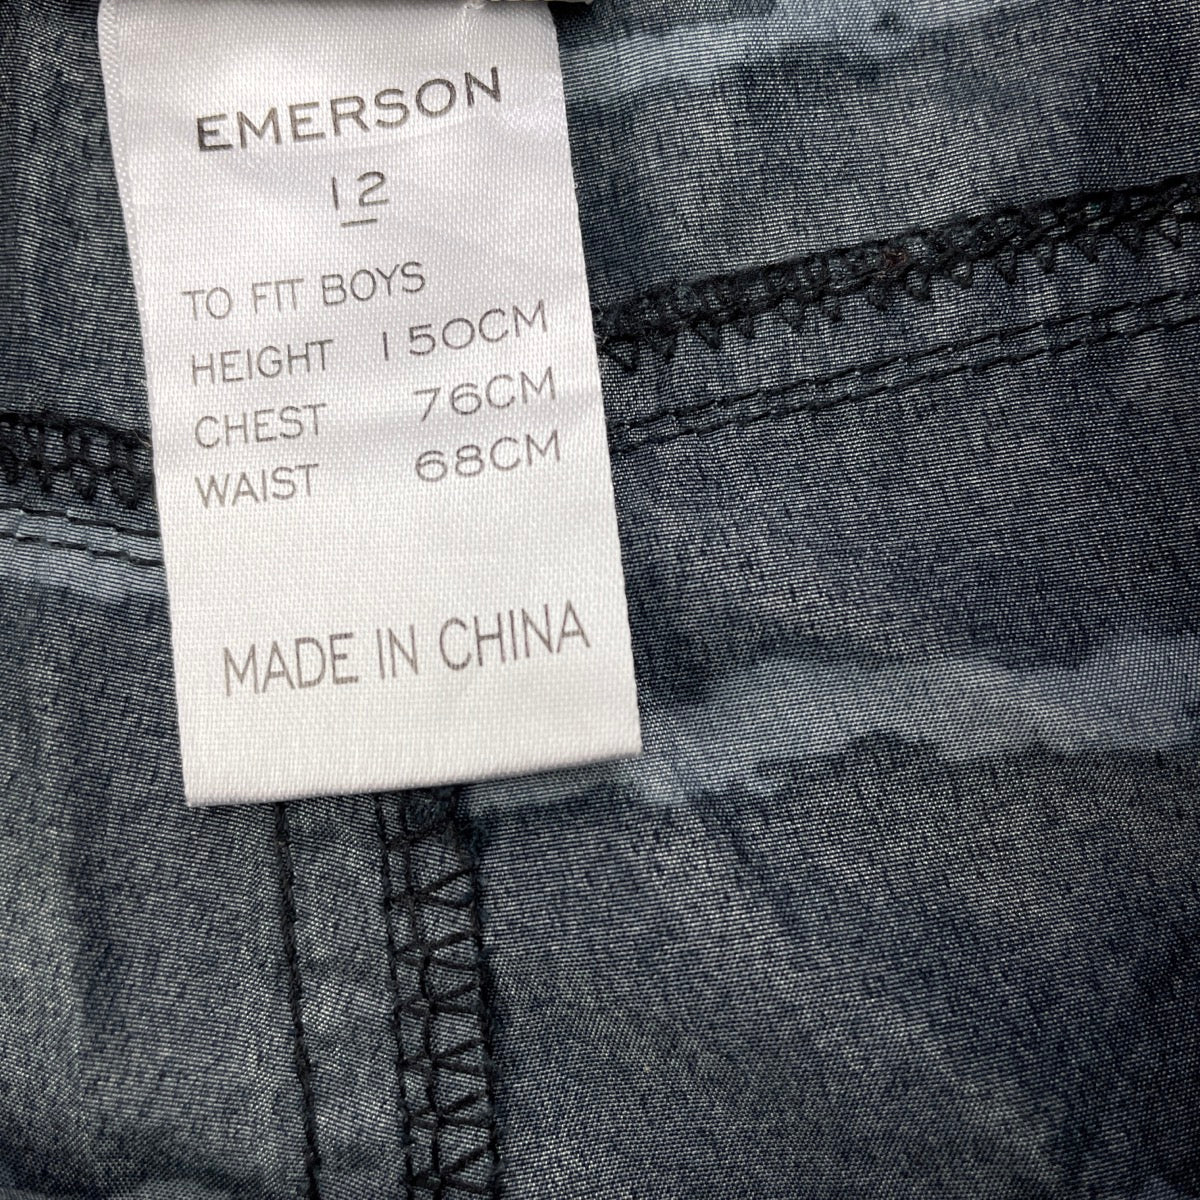 EMERSON
12
TO FIT BOYS
HEIGHT 150CM
CHEST 76CM
WAIST 68CM
MADE IN CHINA